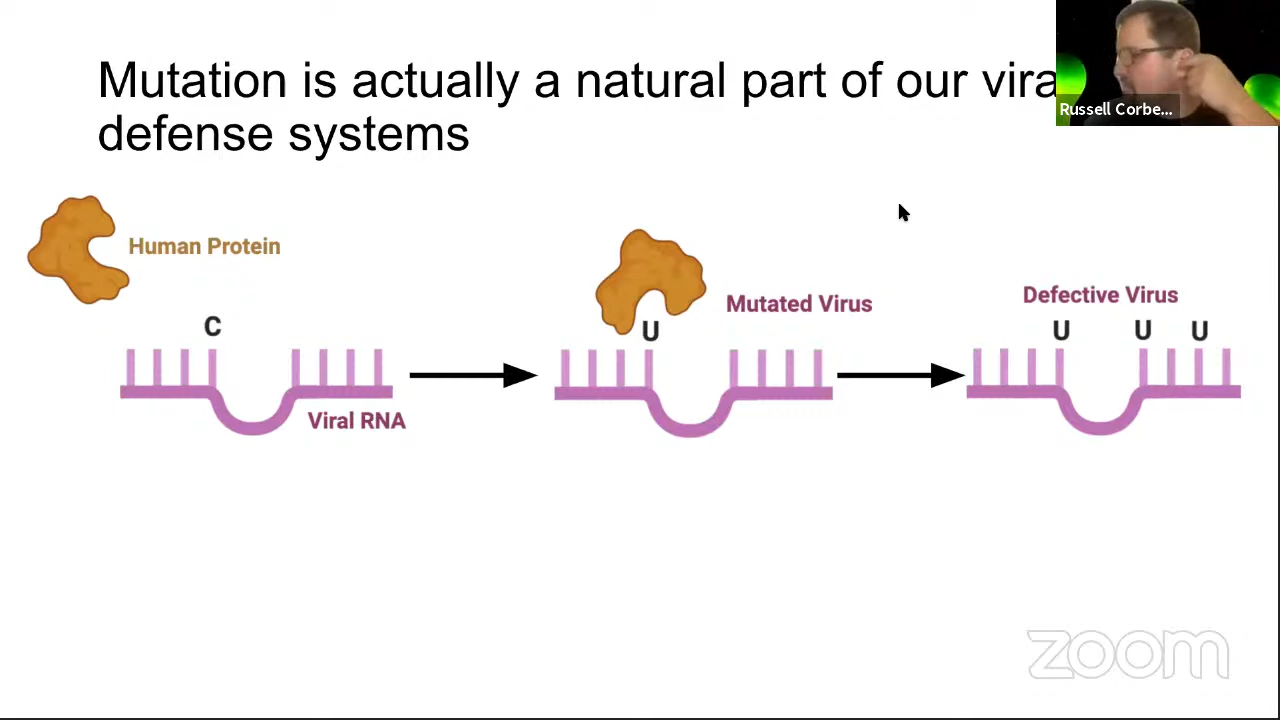 Mutation is actually a natural part of our vira
defense systems
Russell Corbe...
Human Protein
C
U
Mutated Virus
Defective Virus
U U U
Viral RNA
zoom